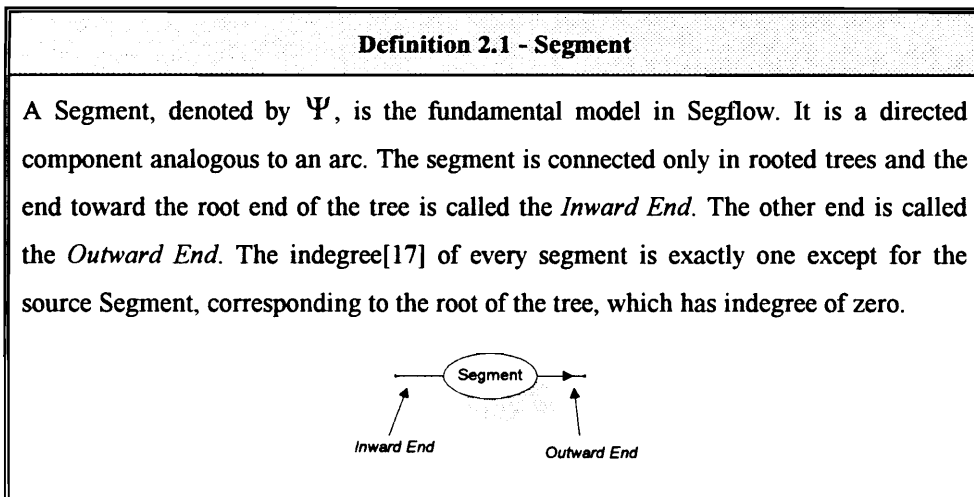 Definition 2.1 - Segment
A Segment, denoted by Ψ, is the fundamental model in Segflow. It is a directed
component analogous to an arc. The segment is connected only in rooted trees and the
end toward the root end of the tree is called the Inward End. The other end is called
the Outward End. The indegree[17] of every segment is exactly one except for the
source Segment, corresponding to the root of the tree, which has indegree of zero.
Segment
Inward End
Outward End